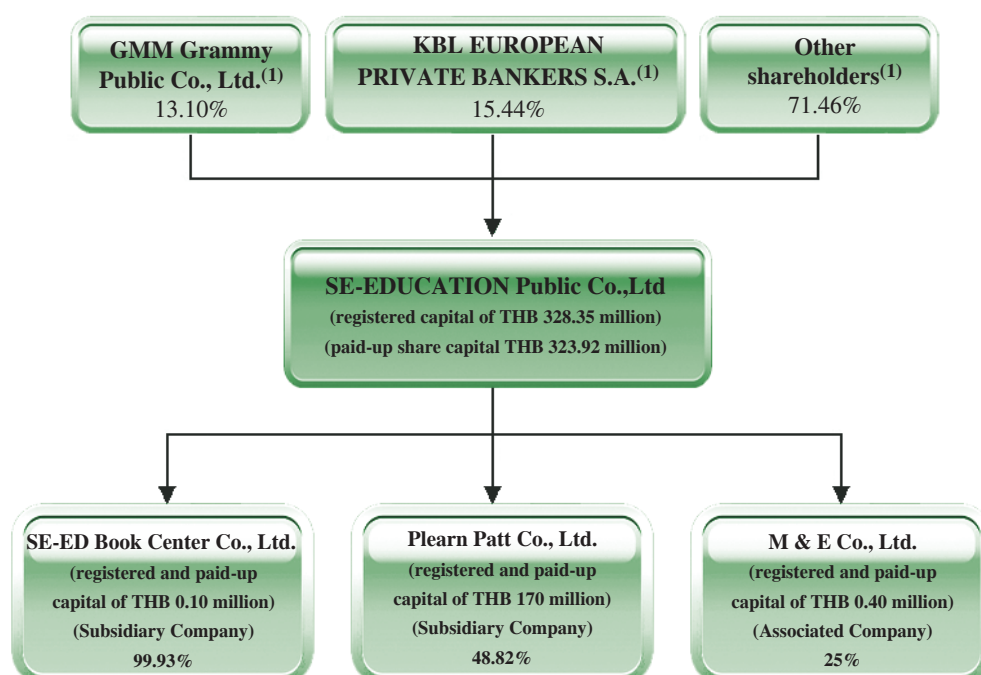 GMM Grammy
Public Co., Ltd.(1)
13.10%
KBL EUROPEAN
PRIVATE BANKERS S.A.(1)
15.44%
Other
shareholders(1)
71.46%
SE-EDUCATION Public Co.,Ltd
(registered capital of THB 328.35 million)
(paid-up share capital THB 323.92 million)
SE-ED Book Center Co., Ltd.
(registered and paid-up
capital of THB 0.10 million)
(Subsidiary Company)
99.93%
Plearn Patt Co., Ltd.
(registered and paid-up
capital of THB 170 million)
(Subsidiary Company)
48.82%
M & E Co., Ltd.
(registered and paid-up
capital of THB 0.40 million)
(Associated Company)
25%